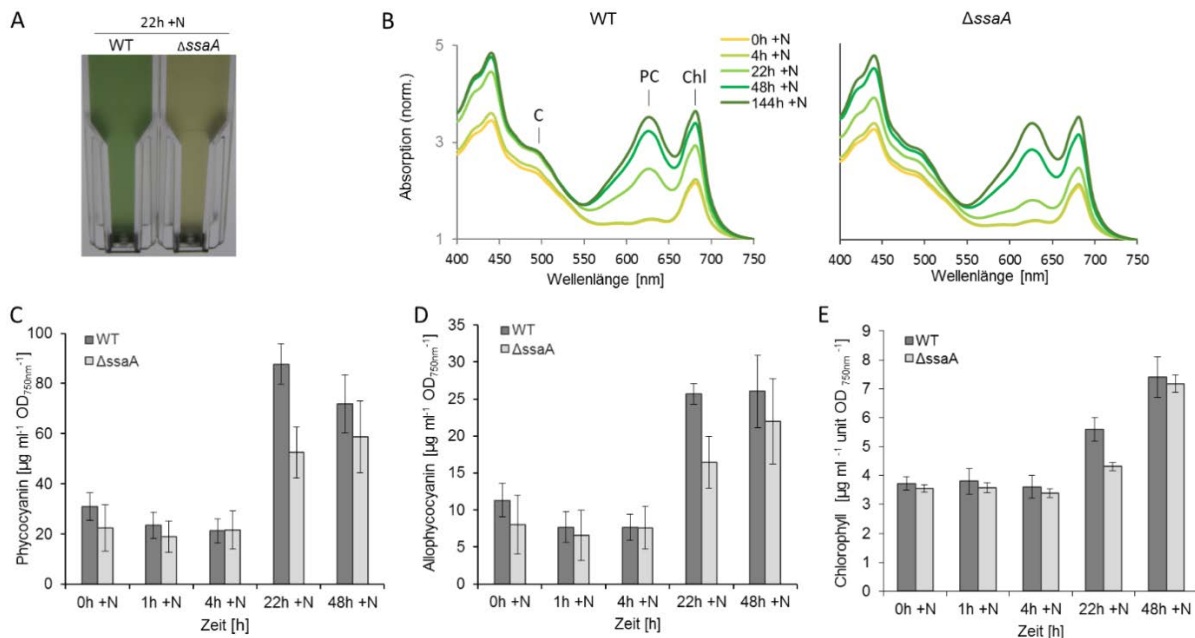 A
22h +N
WT ΔssaA
B
WT
Absorption (norm.)
5
3
1
C
PC
Chl
0h +N
4h +N
22h +N
48h +N
144h +N
400 450 500 550 600 650 700 750
Wellenlänge [nm]
ΔssaA
400 450 500 550 600 650 700 750
Wellenlänge [nm]
C
Phycocyanin [µg ml⁻¹ OD750nm⁻¹]
100
80
60
40
20
0
WT
ΔssaA
0h +N 1h +N 4h +N 22h +N 48h +N
Zeit [h]
D
Allophycocyanin [µg ml⁻¹ OD750nm⁻¹]
35
30
25
20
15
10
5
0
WT
ΔssaA
0h +N 1h +N 4h +N 22h +N 48h +N
Zeit [h]
E
Chlorophyll [µg ml⁻¹ unit OD 750nm⁻¹]
9
8
7
6
5
4
3
2
1
0
WT
ΔssaA
0h +N 1h +N 4h +N 22h +N 48h +N
Zeit [h]